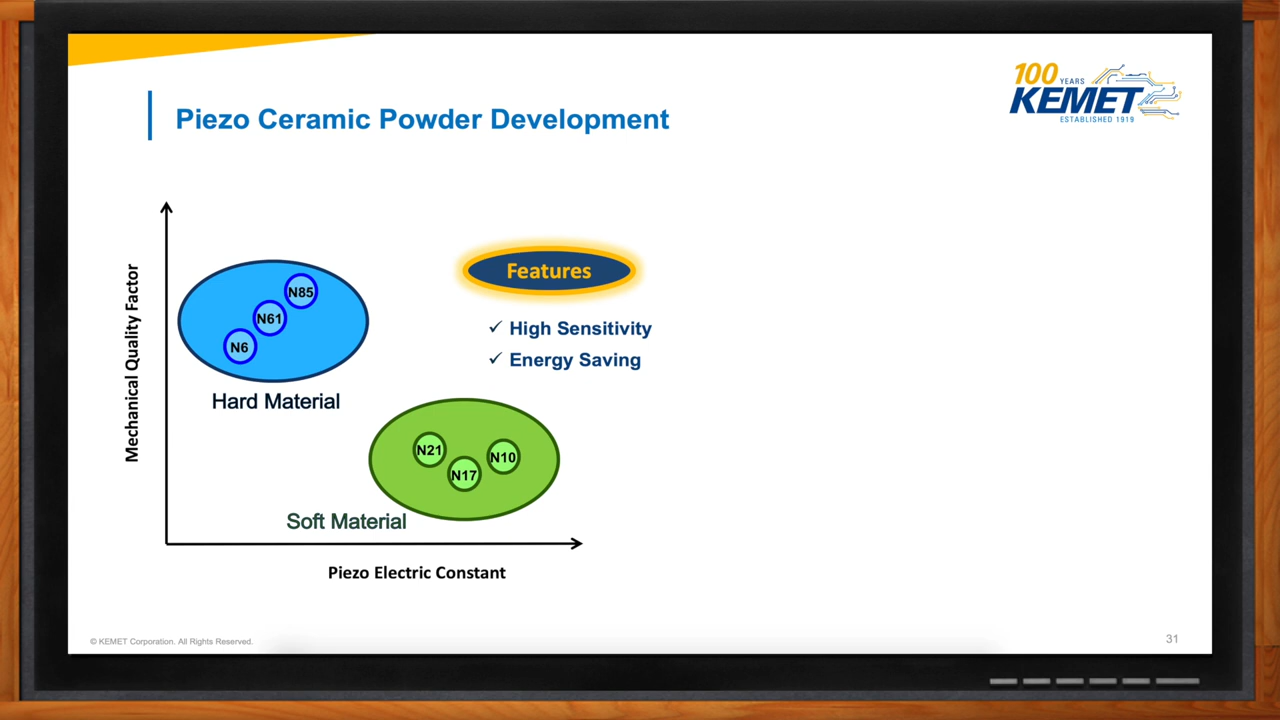 Piezo Ceramic Powder Development
100 YEARS
KEMET
ESTABLISHED 1919
Mechanical Quality Factor
N85
N61
N6
Hard Material
Features
✓ High Sensitivity
✓ Energy Saving
N21
N17
N10
Soft Material
Piezo Electric Constant
© KEMET Corporation. All Rights Reserved.
31